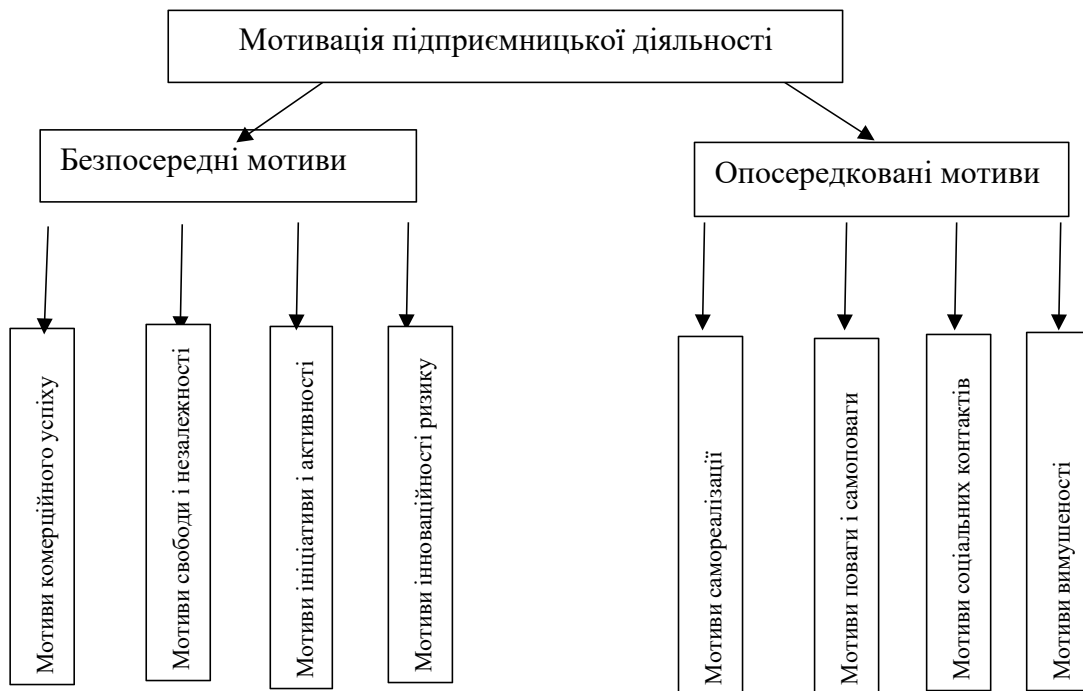 Мотивація підприємницької діяльності
Безпосередні мотиви
Опосередковані мотиви
Мотиви комерційного успіху
Мотиви свободи і незалежності
Мотиви ініціативи і активності
Мотиви інноваційності ризику
Мотиви самореалізації
Мотиви поваги і самоповаги
Мотиви соціальних контактів
Мотиви вимушеності